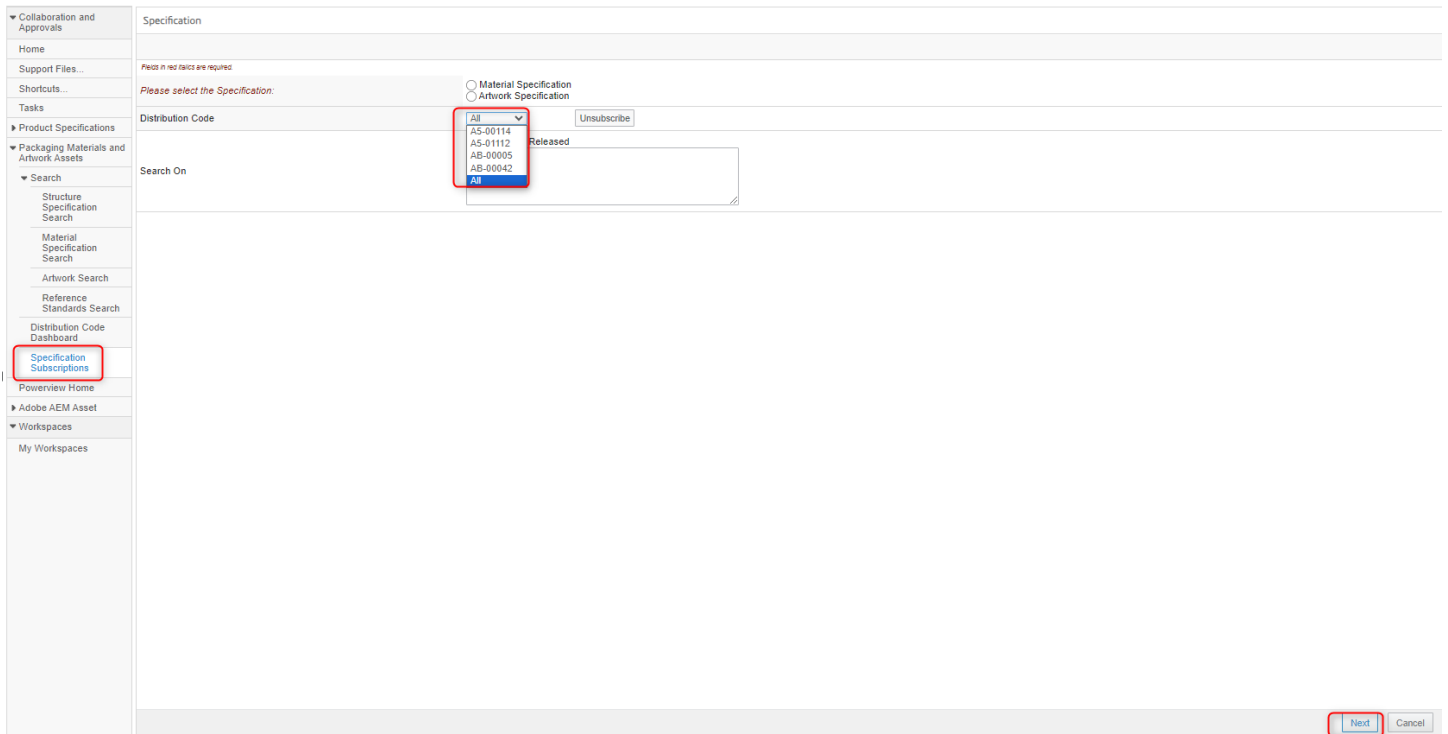 Collaboration and
Approvals
Home
Support Files...
Shortcuts...
Tasks
Product Specifications
Packaging Materials and
Artwork Assets
Search
Structure
Specification
Search
Material
Specification
Search
Artwork Search
Reference
Standards Search
Distribution Code
Dashboard
Specification
Subscriptions
Powerview Home
Adobe AEM Asset
Workspaces
My Workspaces
Specification
Fields in red italics are required.
Please select the Specification:
Material Specification
Artwork Specification
Distribution Code
All
Unsubscribe
A5-00114
A5-01112
AB-00005
AB-00042
All
Released
Search On
Next
Cancel